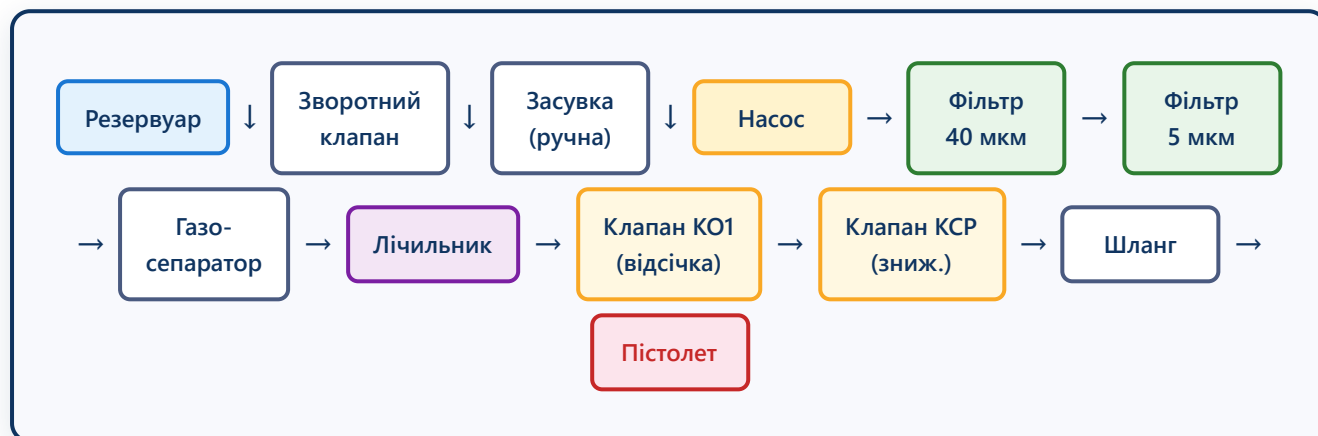 Резервуар ↓ Зворотний клапан ↓ Засувка (ручна) ↓ Насос → Фільтр 40 мкм → Фільтр 5 мкм
→ Газо-сепаратор → Лічильник → Клапан КО1 (відсічка) → Клапан КСР (зниж.) → Шланг →
Пістолет